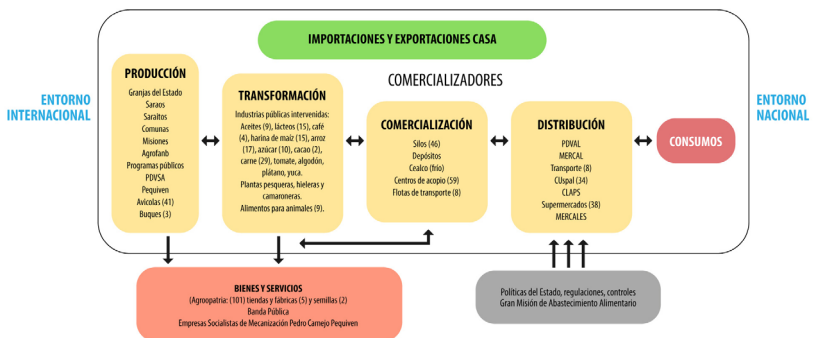 IMPORTACIONES Y EXPORTACIONES CASA
COMERCIALIZADORES
ENTORNO
INTERNACIONAL
PRODUCCIÓN
Granjas del Estado
Saraos
Saraitos
Comunas
Misiones
Agrofanb
Programas públicos
PDVSA
Pequiven
Avícolas (41)
Buques (3)
TRANSFORMACIÓN
Industrias públicas intervenidas:
Aceites (9), lácteos (15), café
(4), harina de maíz (15), arroz
(17), azúcar (10), cacao (2),
carne (29), tomate, algodón,
plátano, yuca.
Plantas pesqueras, hieleras y
camaroneras.
Alimentos para animales (9).
COMERCIALIZACIÓN
Silos (46)
Depósitos
Cealco (frío)
Centros de acopio (59)
Flotas de transporte (8)
DISTRIBUCIÓN
PDVAL
MERCAL
Transporte (8)
CUspal (34)
CLAPS
Supermercados (38)
MERCALES
CONSUMOS
ENTORNO
NACIONAL
BIENES Y SERVICIOS
(Agroopatria: (101) tiendas y fábricas (5) y semillas (2)
Banda Pública
Empresas Socialistas de Mecanización Pedro Camejo Pequiven
Políticas del Estado, regulaciones, controles
Gran Misión de Abastecimiento Alimentario